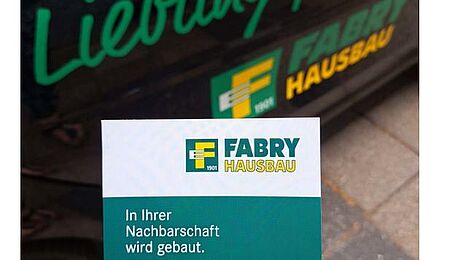 FABRY
HAUSBAU
1901
FABRY
HAUSBAU
1901
In Ihrer
Nachbarschaft
wird gebaut.